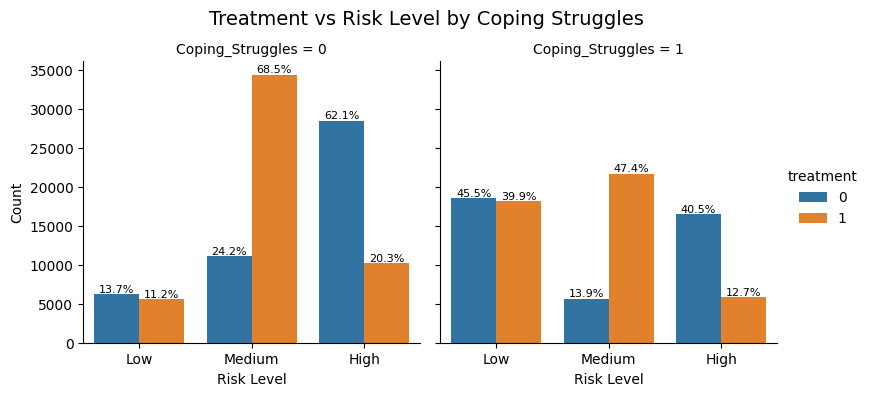 Treatment vs Risk Level by Coping Struggles
Coping_Struggles = 0
Coping_Struggles = 1
Count
35000
30000
25000
20000
15000
10000
5000
0
13.7%
11.2%
24.2%
68.5%
62.1%
20.3%
Low
Medium
High
Risk Level
45.5%
39.9%
13.9%
47.4%
40.5%
12.7%
Low
Medium
High
Risk Level
treatment
0
1